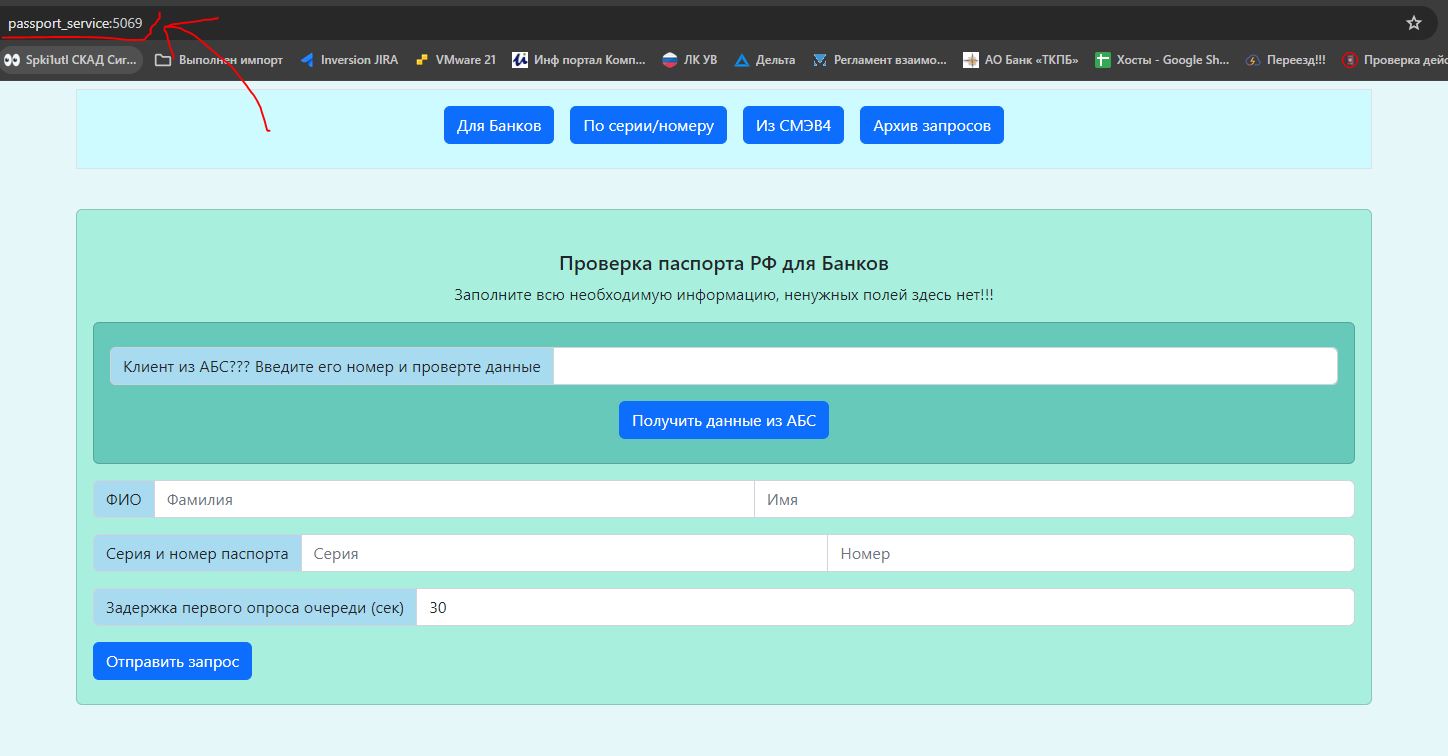 passport_service:5069
Spki1utl СКАД Сиг... Выполнен импорт Inversion JIRA VMware 21 Инф портал Комп... ЛК УВ Дельта Регламент взаимо... АО Банк «ТКПБ» Хосты - Google Sh... Переезд!!! Проверка дейс
Для Банков По серии/номеру Из СМЭВ4 Архив запросов
Проверка паспорта РФ для Банков
Заполните всю необходимую информацию, ненужных полей здесь нет!!!
Клиент из АБС??? Введите его номер и проверте данные
Получить данные из АБС
ФИО Фамилия Имя
Серия и номер паспорта Серия Номер
Задержка первого опроса очереди (сек) 30
Отправить запрос